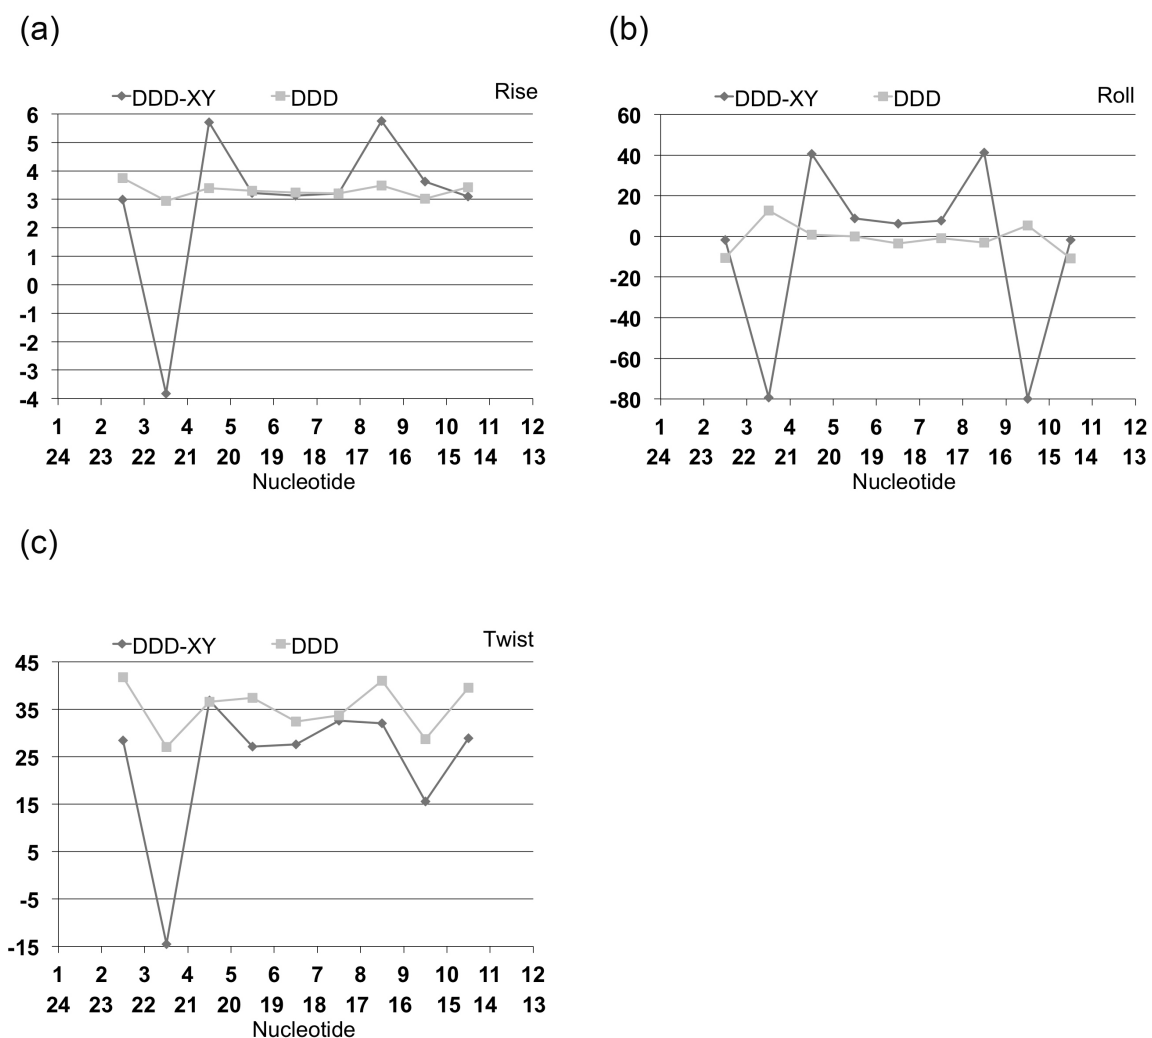 (a)
DDD-XY DDD Rise
6
5
4
3
2
1
0
-1
-2
-3
-4
1 2 3 4 5 6 7 8 9 10 11 12
24 23 22 21 20 19 18 17 16 15 14 13
Nucleotide
(b)
DDD-XY DDD Roll
60
40
20
0
-20
-40
-60
-80
1 2 3 4 5 6 7 8 9 10 11 12
24 23 22 21 20 19 18 17 16 15 14 13
Nucleotide
(c)
DDD-XY DDD Twist
45
35
25
15
5
-5
-15
1 2 3 4 5 6 7 8 9 10 11 12
24 23 22 21 20 19 18 17 16 15 14 13
Nucleotide